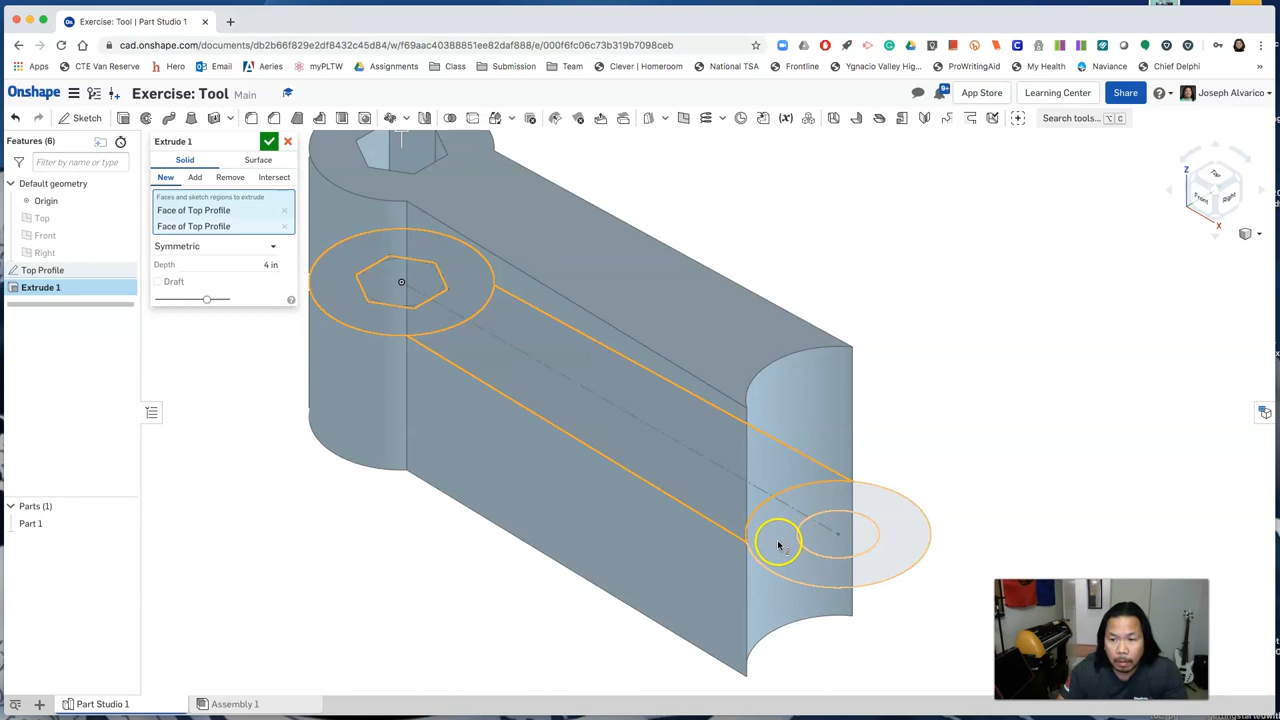 Exercise: Tool | Part Studio 1
cad.onshape.com/documents/db2b66f829e2df8432c45d84/w/f69aac40388851ee82daf888/e/000f6fc06c73b319b7098ceb
Apps CTE Van Reserve Hero Email Aeries myPLTW Assignments Class Submission Team Clever | Homeroom National TSA Frontline Ygnacio Valley Hig... ProWritingAid My Health Naviance Chief Delphi »
Onshape Exercise: Tool Main 9+ App Store Learning Center Share Joseph Alvarico
Sketch (x) Search tools... ⌥ C
Features (6)
Filter by name or type
Default geometry
Origin
Top
Front
Right
Top Profile
Extrude 1
Parts (1)
Part 1
Extrude 1
Solid Surface
New Add Remove Intersect
Faces and sketch regions to extrude
Face of Top Profile
Face of Top Profile
Symmetric
Depth 4 in
Draft
Z
Top
Front
Right
X
Part Studio 1 Assembly 1